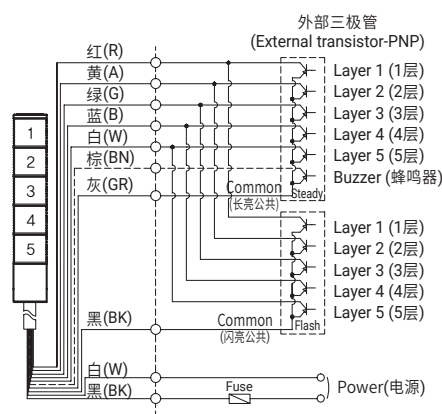 外部三极管
(External transistor-PNP)
红(R)
黄(A)
绿(G)
蓝(B)
白(W)
棕(BN)
灰(GR)
Layer 1 (1层)
Layer 2 (2层)
Layer 3 (3层)
Layer 4 (4层)
Layer 5 (5层)
Buzzer (蜂鸣器)
Common
(长亮公共)
Steady
1
2
3
4
5
Layer 1 (1层)
Layer 2 (2层)
Layer 3 (3层)
Layer 4 (4层)
Layer 5 (5层)
黑(BK)
Common
(闪亮公共)
Flash
白(W)
黑(BK)
Fuse
Power(电源)